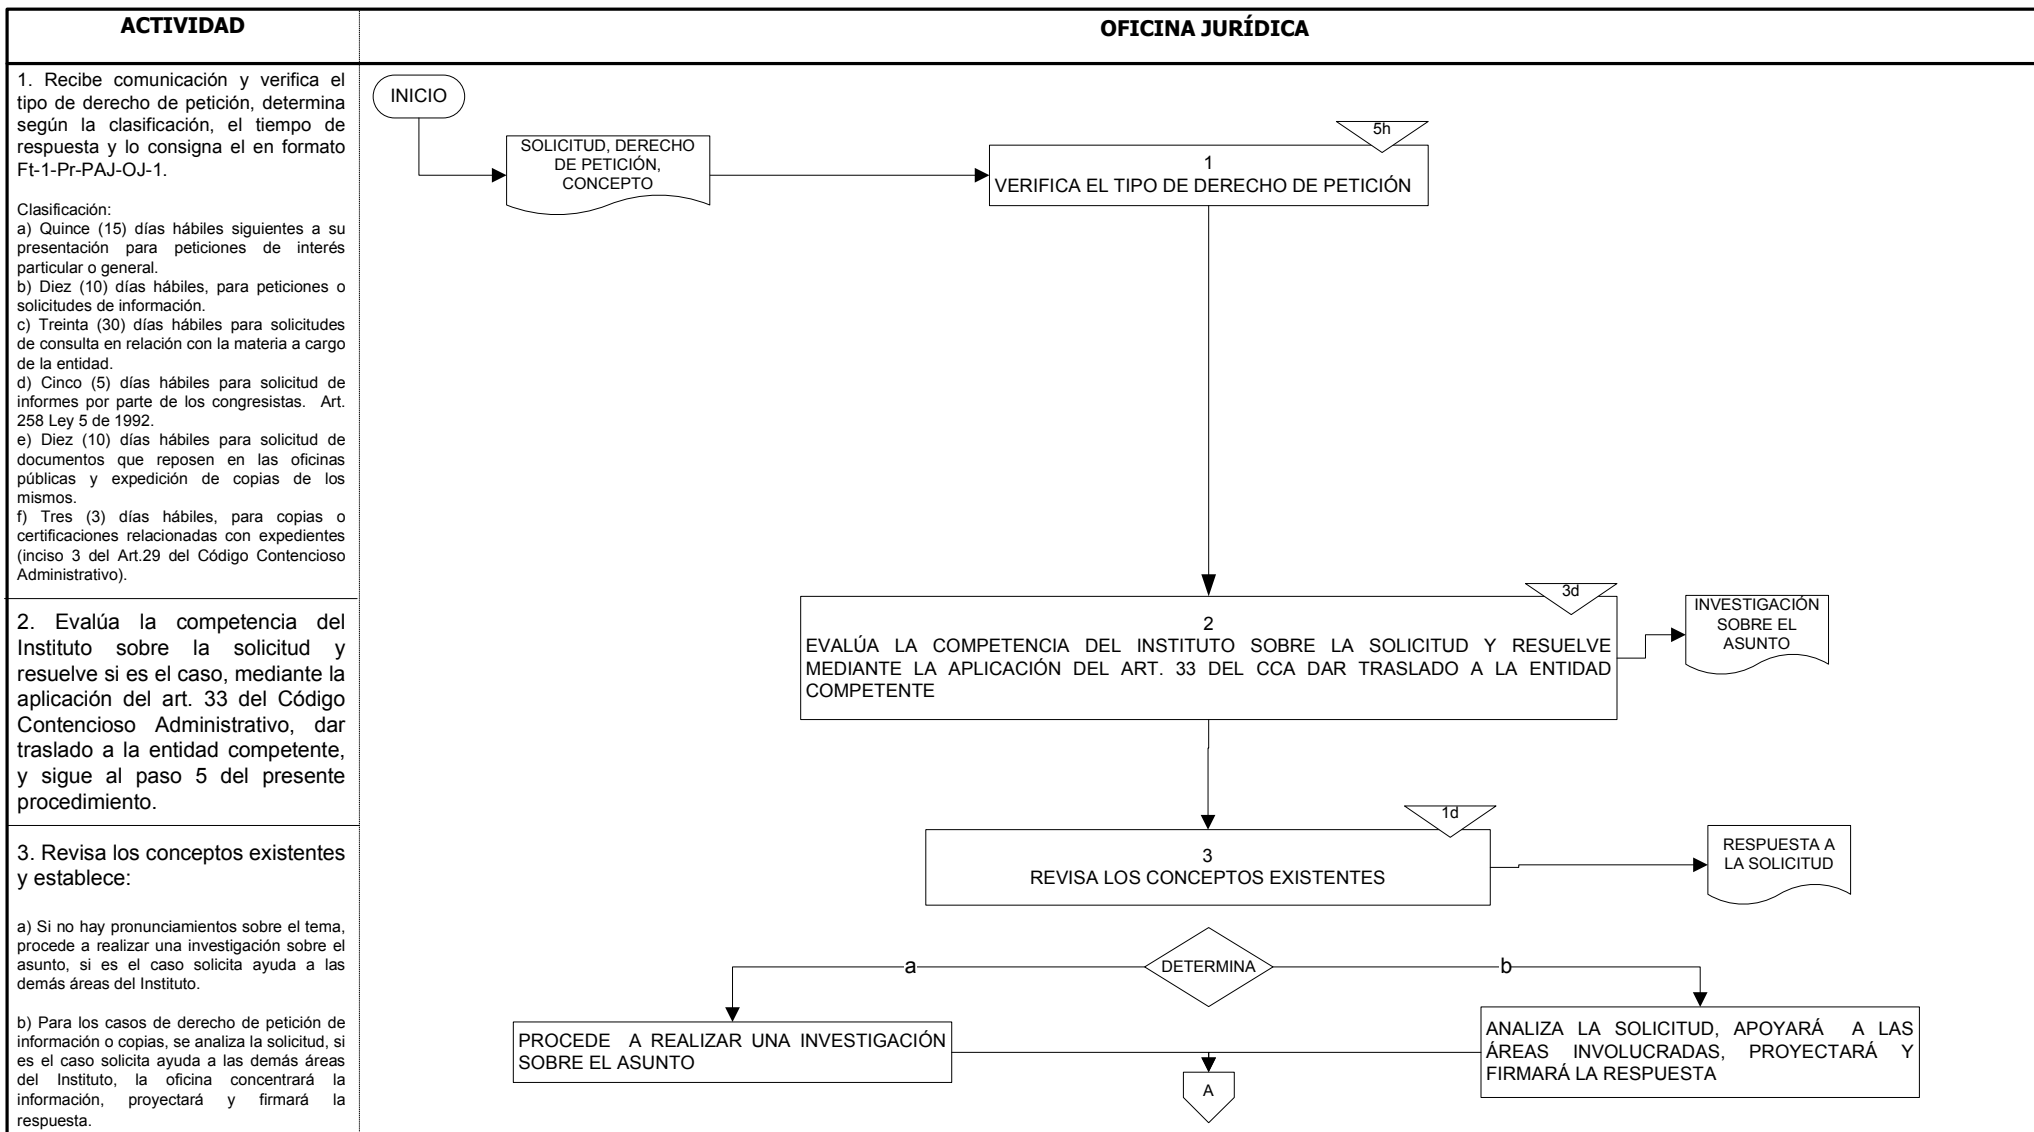 ACTIVIDAD
OFICINA JURÍDICA
1. Recibe comunicación y verifica el
tipo de derecho de petición, determina
según la clasificación, el tiempo de
respuesta y lo consigna el en formato
Ft-1-Pr-PAJ-OJ-1.
Clasificación:
a) Quince (15) días hábiles siguientes a su
presentación para peticiones de interés
particular o general.
b) Diez (10) días hábiles, para peticiones o
solicitudes de información.
c) Treinta (30) días hábiles para solicitudes
de consulta en relación con la materia a cargo
de la entidad.
d) Cinco (5) días hábiles para solicitud de
informes por parte de los congresistas. Art.
258 Ley 5 de 1992.
e) Diez (10) días hábiles para solicitud de
documentos que reposen en las oficinas
públicas y expedición de copias de los
mismos.
f) Tres (3) días hábiles, para copias o
certificaciones relacionadas con expedientes
(inciso 3 del Art.29 del Código Contencioso
Administrativo).
2. Evalúa la competencia del
Instituto sobre la solicitud y
resuelve si es el caso, mediante la
aplicación del art. 33 del Código
Contencioso Administrativo, dar
traslado a la entidad competente,
y sigue al paso 5 del presente
procedimiento.
3. Revisa los conceptos existentes
y establece:
a) Si no hay pronunciamientos sobre el tema,
procede a realizar una investigación sobre el
asunto, si es el caso solicita ayuda a las
demás áreas del Instituto.
b) Para los casos de derecho de petición de
información o copias, se analiza la solicitud, si
es el caso solicita ayuda a las demás áreas
del Instituto, la oficina concentrará la
información, proyectará y firmará la
respuesta.
INICIO
SOLICITUD, DERECHO
DE PETICIÓN,
CONCEPTO
5h
1
VERIFICA EL TIPO DE DERECHO DE PETICIÓN
3d
2
EVALÚA LA COMPETENCIA DEL INSTITUTO SOBRE LA SOLICITUD Y RESUELVE
MEDIANTE LA APLICACIÓN DEL ART. 33 DEL CCA DAR TRASLADO A LA ENTIDAD
COMPETENTE
INVESTIGACIÓN
SOBRE EL
ASUNTO
1d
3
REVISA LOS CONCEPTOS EXISTENTES
RESPUESTA A
LA SOLICITUD
a
DETERMINA
b
PROCEDE A REALIZAR UNA INVESTIGACIÓN
SOBRE EL ASUNTO
ANALIZA LA SOLICITUD, APOYARÁ A LAS
ÁREAS INVOLUCRADAS, PROYECTARÁ Y
FIRMARÁ LA RESPUESTA
A